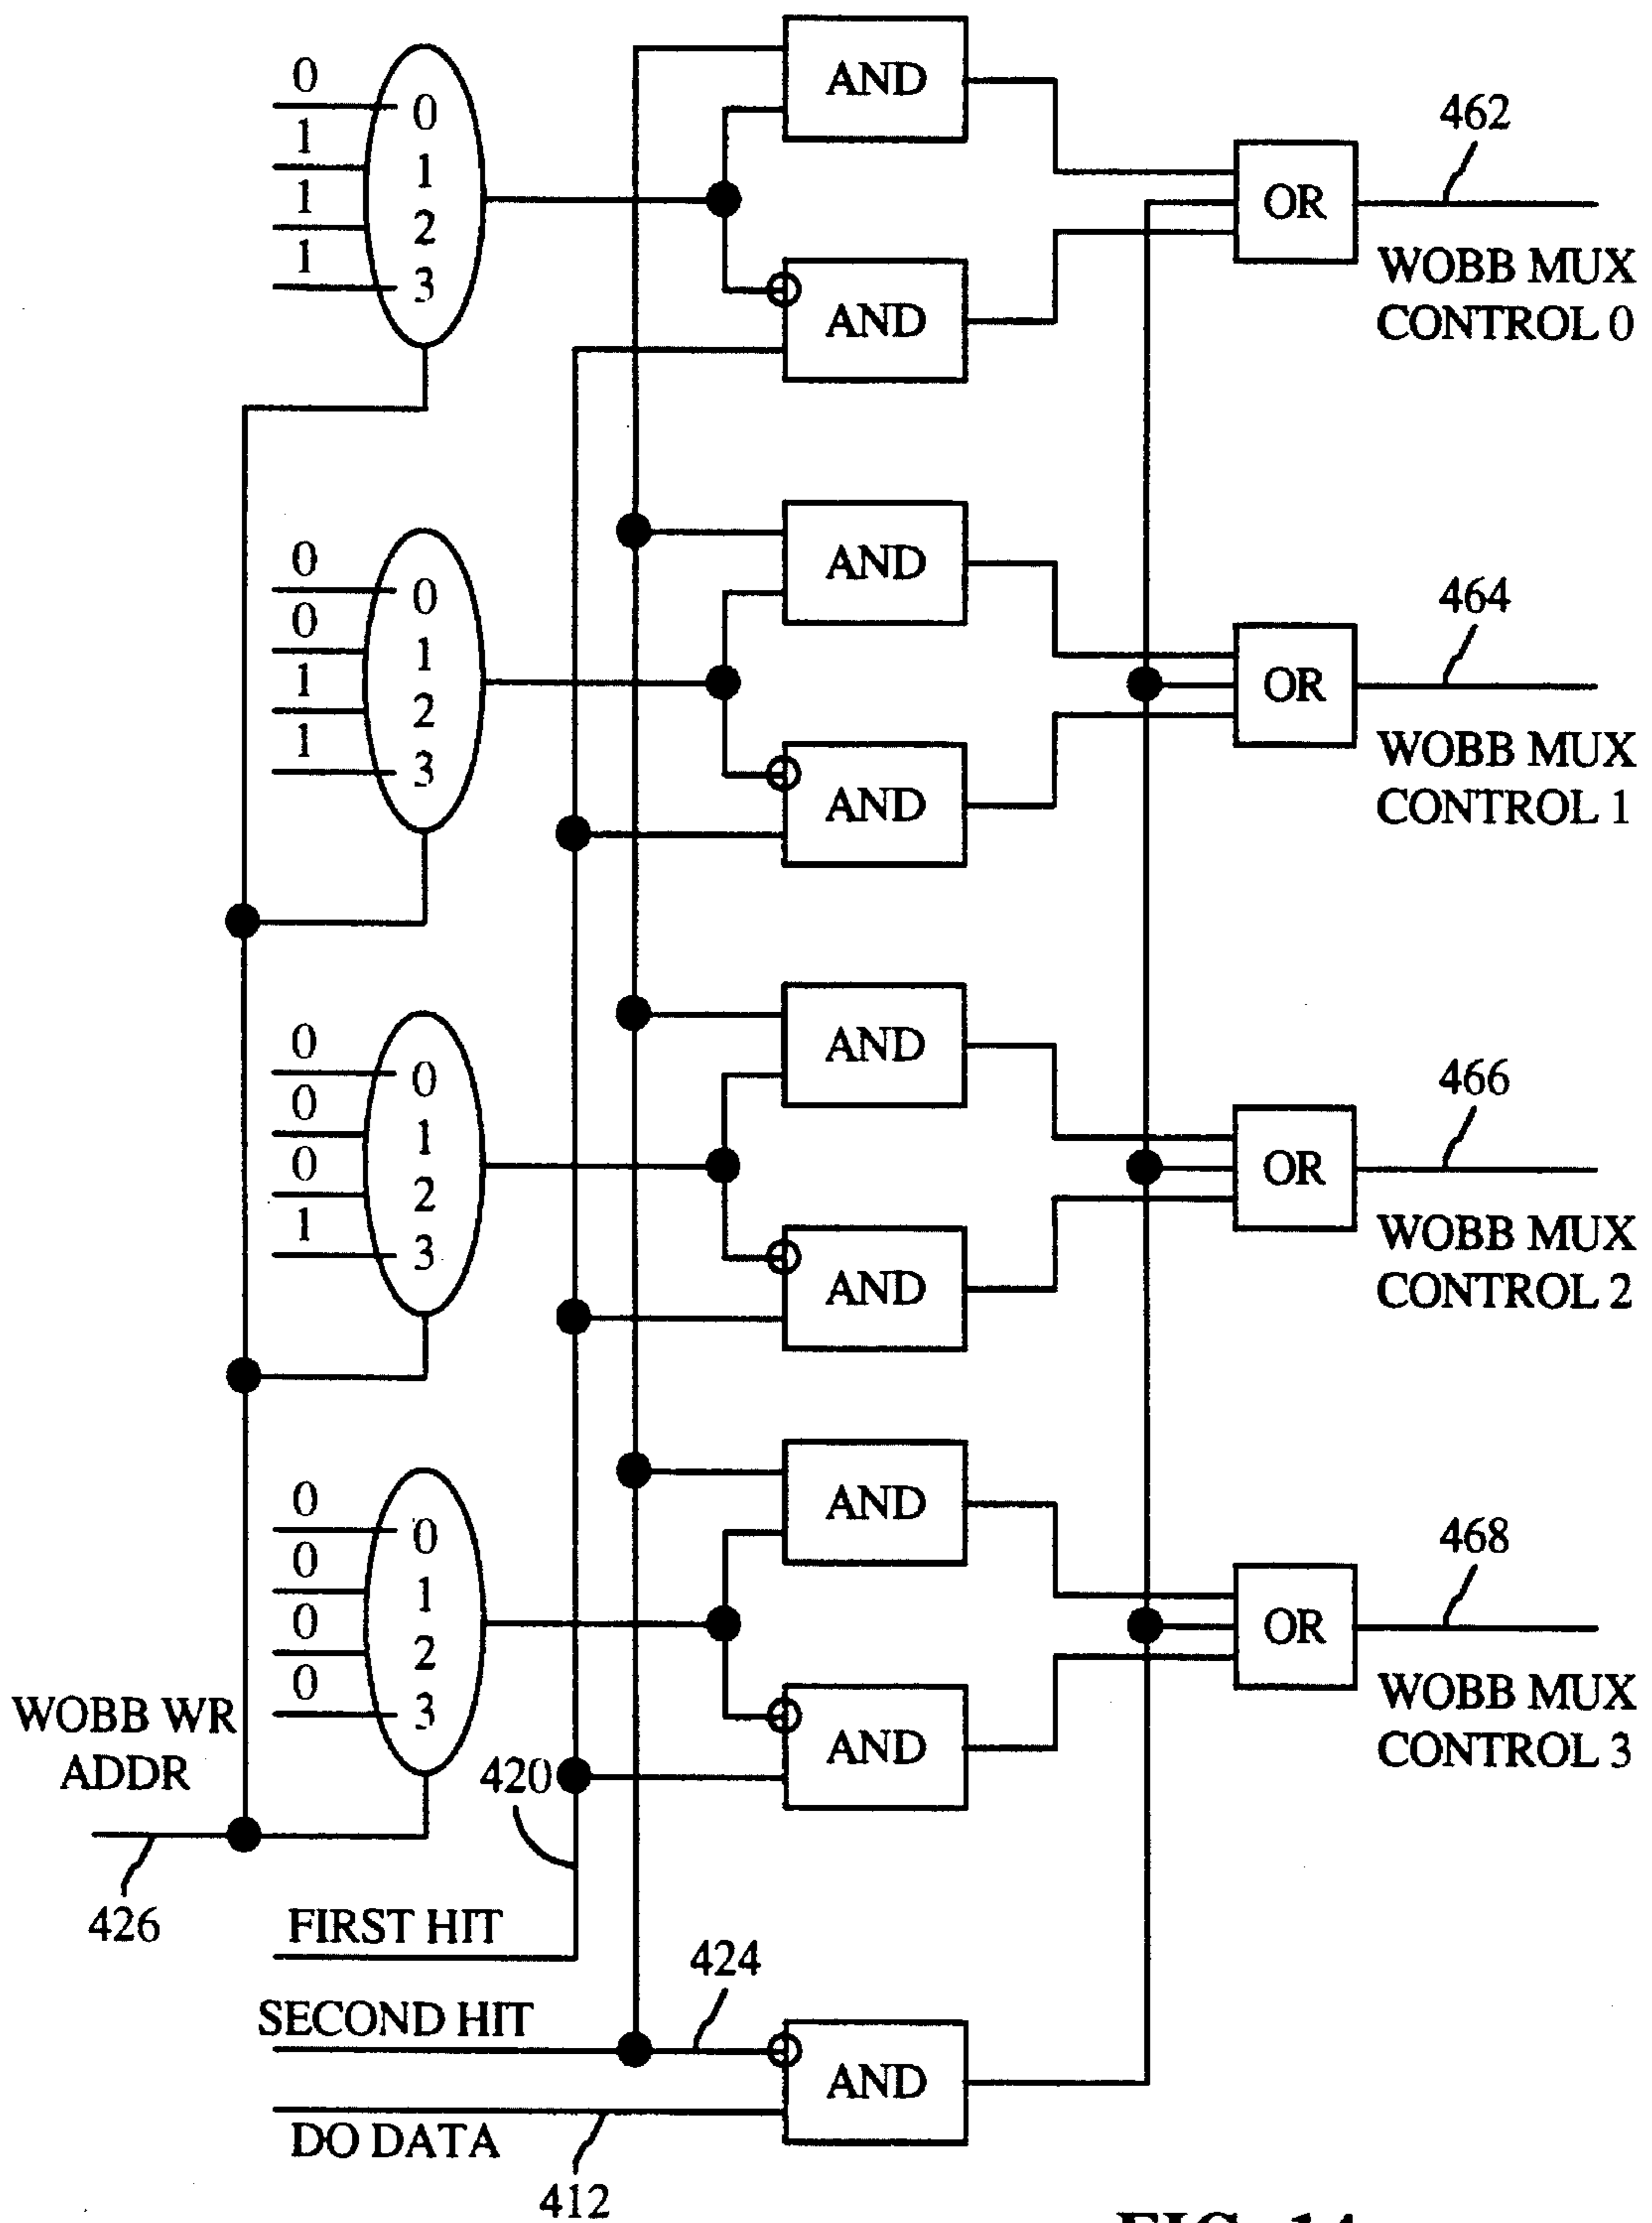 0
1
1
1
0
1
2
3
AND
AND
OR
462
WOBB MUX
CONTROL 0
0
0
1
1
0
1
2
3
AND
AND
OR
464
WOBB MUX
CONTROL 1
0
0
0
1
0
1
2
3
AND
AND
OR
466
WOBB MUX
CONTROL 2
0
0
0
0
0
1
2
3
AND
AND
OR
468
WOBB MUX
CONTROL 3
WOBB WR
ADDR
426
420
FIRST HIT
SECOND HIT
424
AND
DO DATA
412
FIG. 14